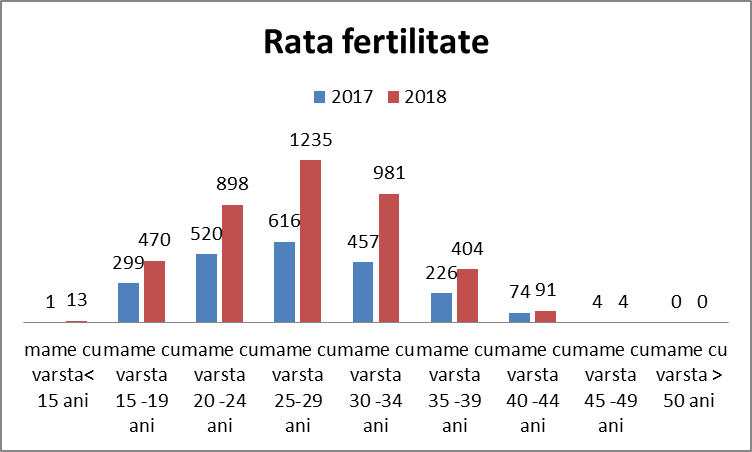 Rata fertilitate
2017 2018
1 13 299 470 520 898 616 1235 457 981 226 404 74 91 4 4 0 0
mame cu varsta< 15 ani
mame cu varsta 15 -19 ani
mame cu varsta 20 -24 ani
mame cu varsta 25-29 ani
mame cu varsta 30 -34 ani
mame cu varsta 35 -39 ani
mame cu varsta 40 -44 ani
mame cu varsta 45 -49 ani
mame cu varsta > 50 ani